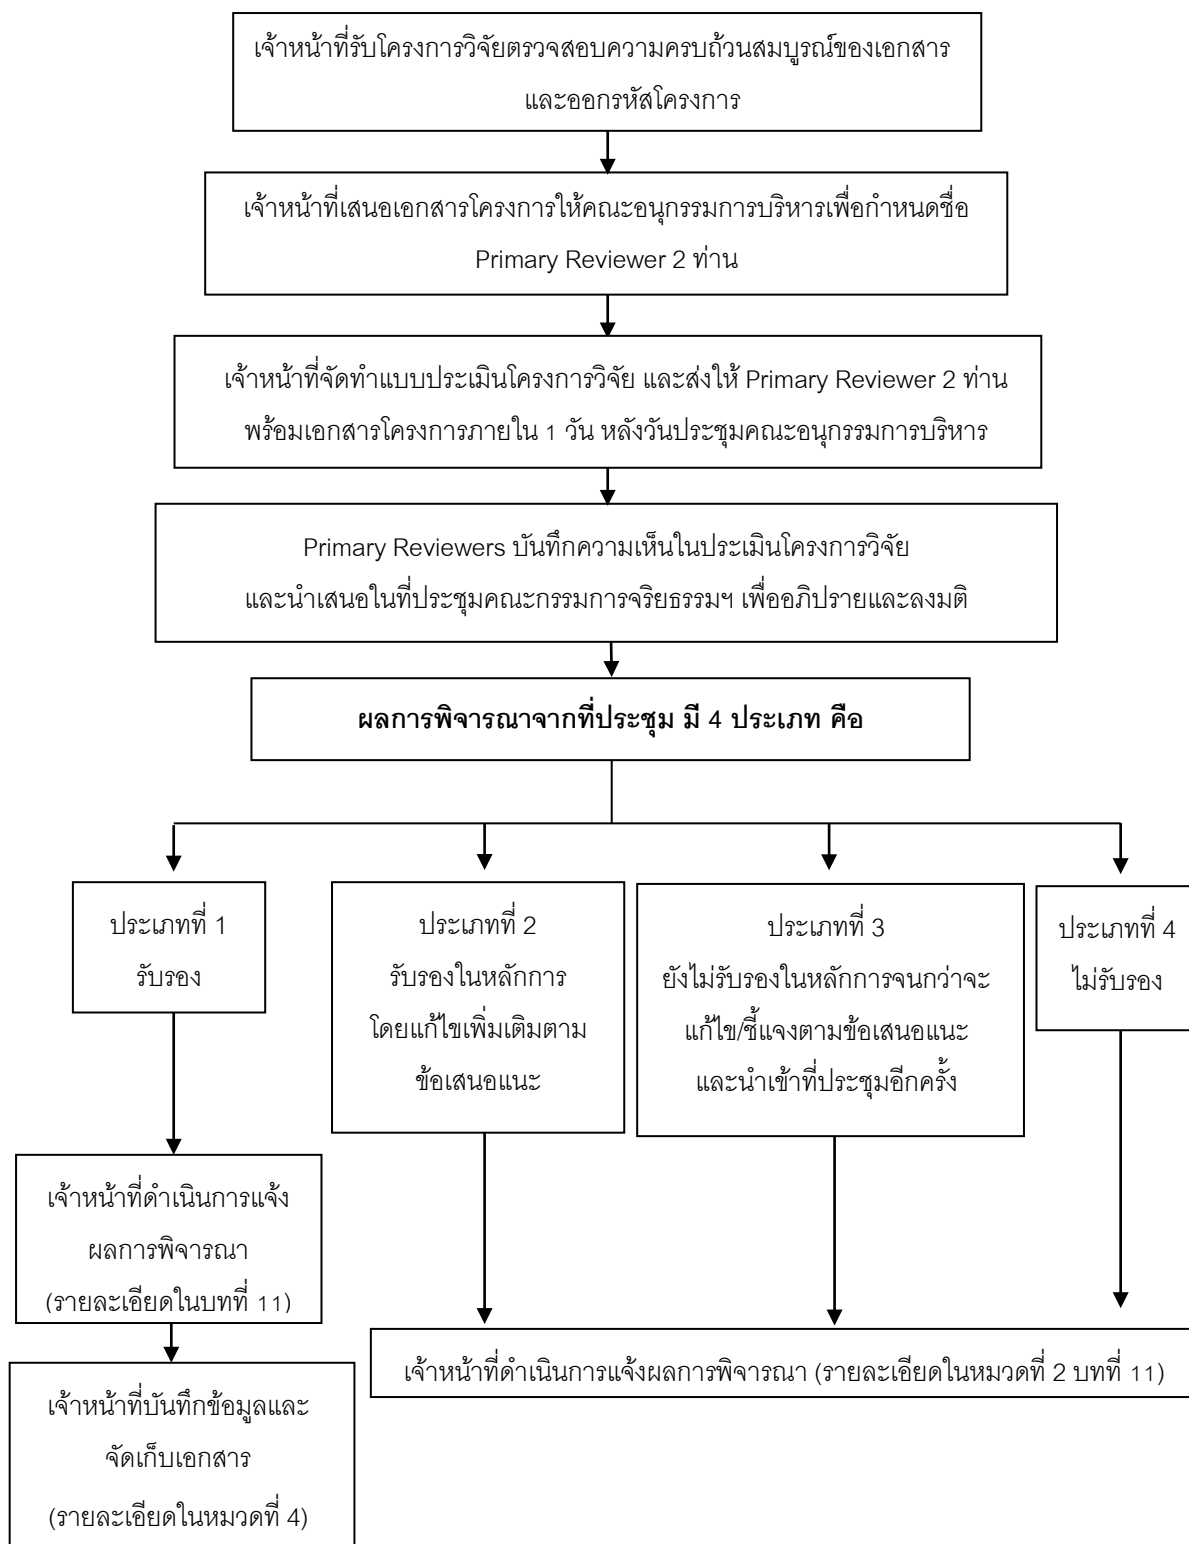 เจ้าหน้าที่รับโครงการวิจัยตรวจสอบความครบถ้วนสมบูรณ์ของเอกสาร
และออกรหัสโครงการ
เจ้าหน้าที่เสนอเอกสารโครงการให้คณะอนุกรรมการบริหารเพื่อกำหนดชื่อ
Primary Reviewer 2 ท่าน
เจ้าหน้าที่จัดทำแบบประเมินโครงการวิจัย และส่งให้ Primary Reviewer 2 ท่าน
พร้อมเอกสารโครงการภายใน 1 วัน หลังวันประชุมคณะอนุกรรมการบริหาร
Primary Reviewers บันทึกความเห็นในประเมินโครงการวิจัย
และนำเสนอในที่ประชุมคณะกรรมการจริยธรรมฯ เพื่ออภิปรายและลงมติ
ผลการพิจารณาจากที่ประชุม มี 4 ประเภท คือ
ประเภทที่ 1
รับรอง
ประเภทที่ 2
รับรองในหลักการ
โดยแก้ไขเพิ่มเติมตาม
ข้อเสนอแนะ
ประเภทที่ 3
ยังไม่รับรองในหลักการจนกว่าจะ
แก้ไข/ชี้แจงตามข้อเสนอแนะ
และนำเข้าที่ประชุมอีกครั้ง
ประเภทที่ 4
ไม่รับรอง
เจ้าหน้าที่ดำเนินการแจ้ง
ผลการพิจารณา
(รายละเอียดในบทที่ 11)
เจ้าหน้าที่ดำเนินการแจ้งผลการพิจารณา (รายละเอียดในหมวดที่ 2 บทที่ 11)
เจ้าหน้าที่บันทึกข้อมูลและ
จัดเก็บเอกสาร
(รายละเอียดในหมวดที่ 4)